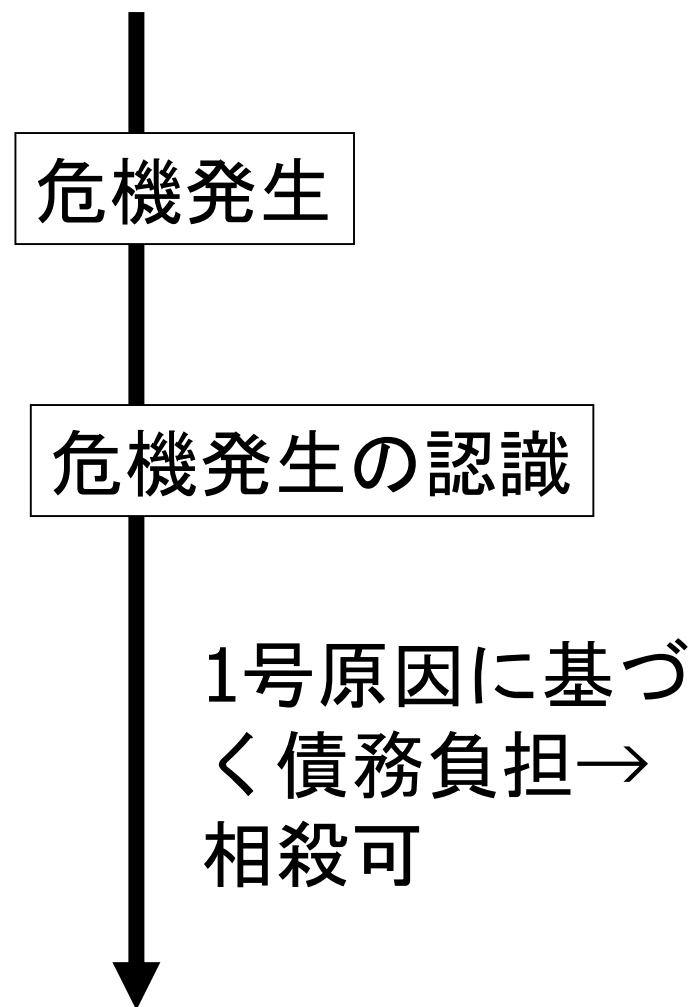 危機発生
危機発生の認識
1号原因に基づ
く債務負担→
相殺可